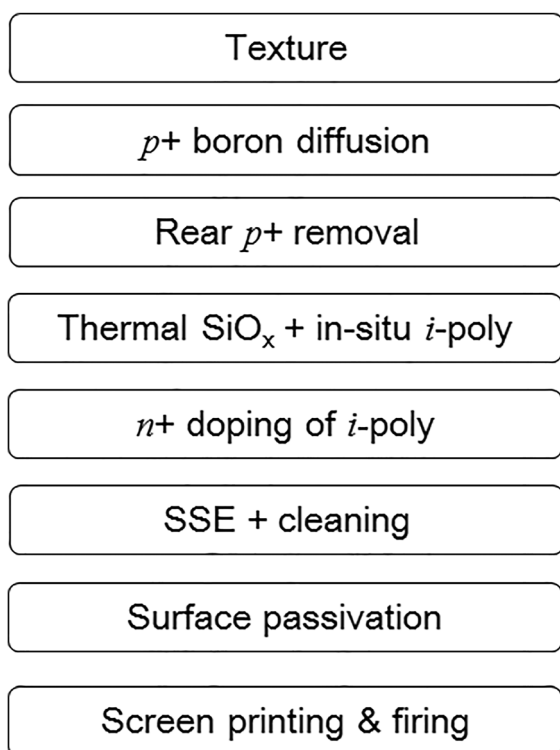 Texture
p+ boron diffusion
Rear p+ removal
Thermal SiOₓ + in-situ i-poly
n+ doping of i-poly
SSE + cleaning
Surface passivation
Screen printing & firing